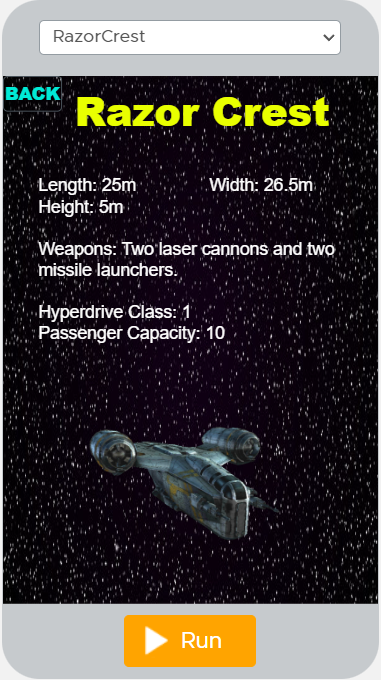 RazorCrest
BACK
Razor Crest
Length: 25m Width: 26.5m
Height: 5m
Weapons: Two laser cannons and two
missile launchers.
Hyperdrive Class: 1
Passenger Capacity: 10
Run